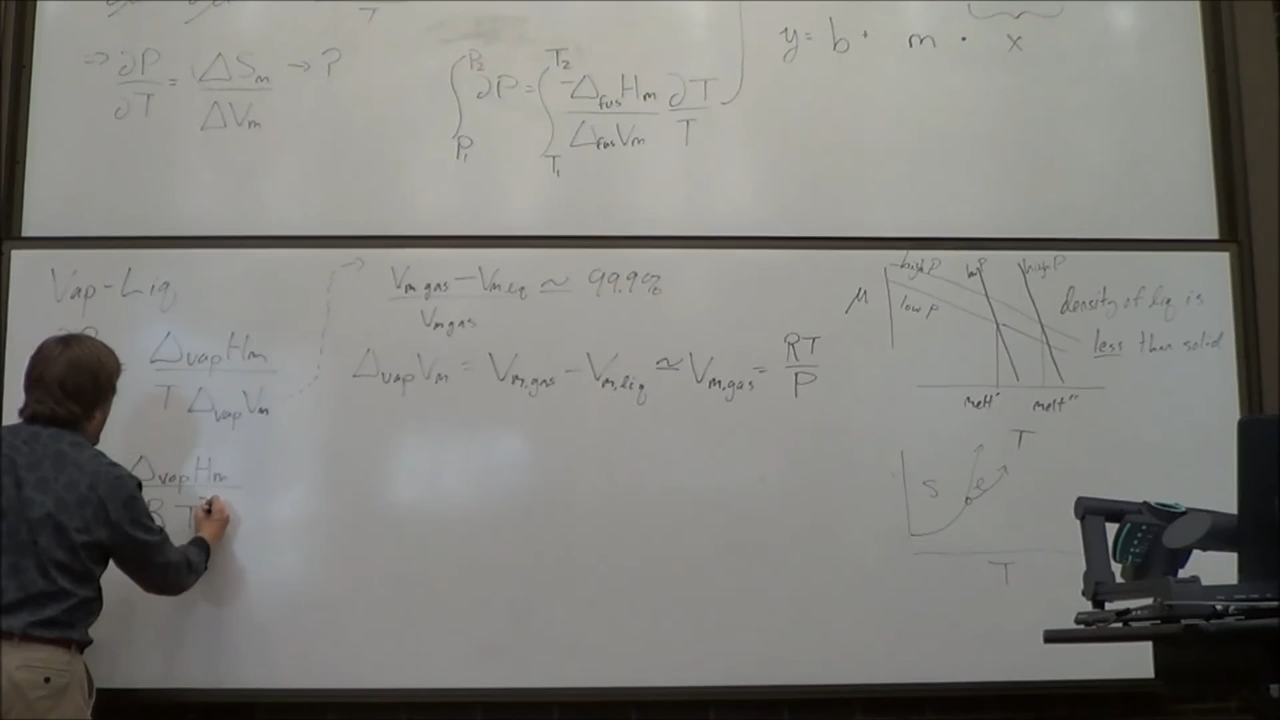 T
⇒ ∂P/∂T = ΔSm/ΔVm → ?
∫P1^P2 ∂P = ∫T1^T2 -ΔfusHm/ΔfusVm ∂T/T
y = b + m · x
Vap-Liq
ΔvapHm / T ΔvapVm
ΔvapHm
R T
Vm gas - Vm liq / Vm gas ≃ 99.9%
ΔvapVm = Vm,gas - Vm,liq ≃ Vm,gas = RT/P
μ
high P
low P
high P
melt'
melt''
T
density of liq is
less than solid
S
ℓ
T